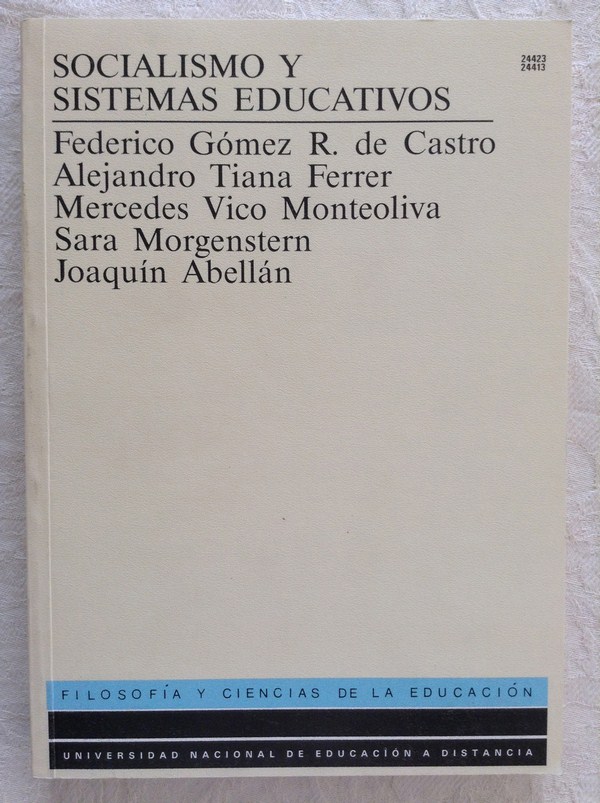 SOCIALISMO Y
SISTEMAS EDUCATIVOS
24423
24413
Federico Gómez R. de Castro
Alejandro Tiana Ferrer
Mercedes Vico Monteoliva
Sara Morgenstern
Joaquín Abellán
FILOSOFÍA Y CIENCIAS DE LA EDUCACIÓN
UNIVERSIDAD NACIONAL DE EDUCACIÓN A DISTANCIA